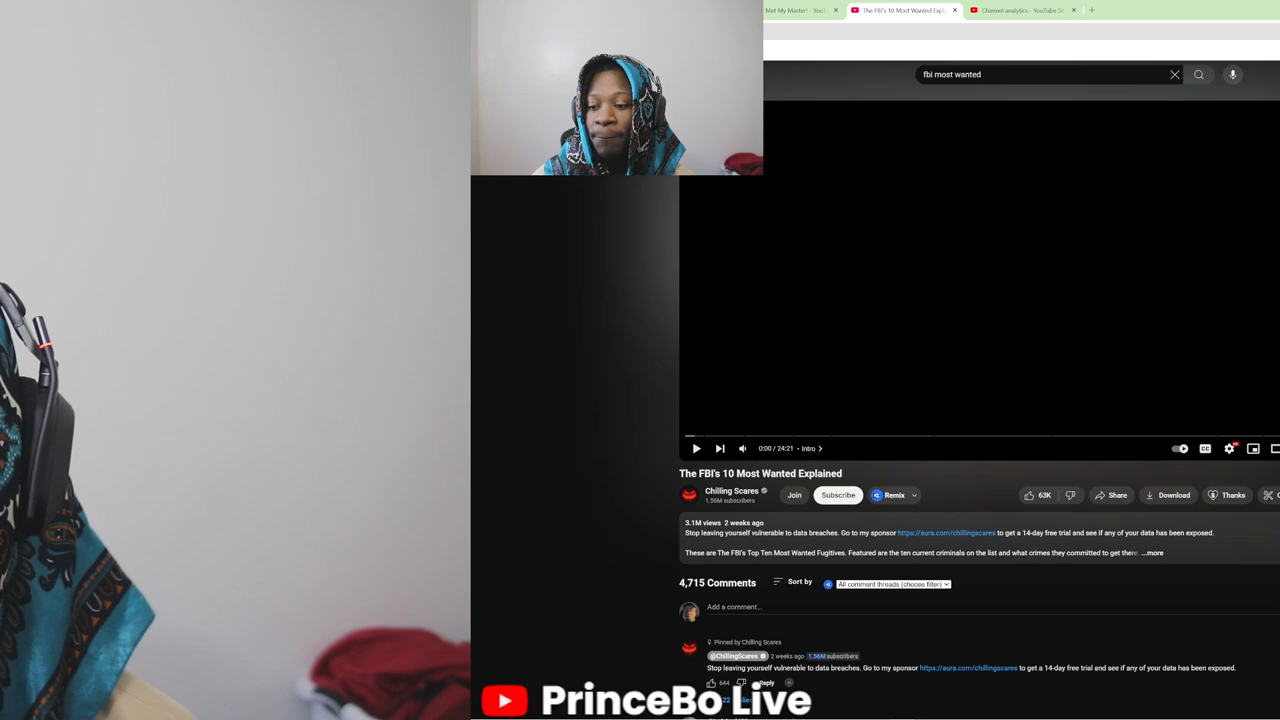 Met My Master! - YouT
The FBI's 10 Most Wanted Expl
Channel analytics - YouTube St
fbi most wanted
0:00 / 24:21 • Intro
CC
The FBI's 10 Most Wanted Explained
Chilling Scares
1.56M subscribers
Join
Subscribe
Remix
63K
Share
Download
Thanks
3.1M views 2 weeks ago
Stop leaving yourself vulnerable to data breaches. Go to my sponsor https://aura.com/chillingscares to get a 14-day free trial and see if any of your data has been exposed.
These are The FBI's Top Ten Most Wanted Fugitives. Featured are the ten current criminals on the list and what crimes they committed to get there ...more
4,715 Comments
Sort by
All comment threads (choose filter)
Add a comment...
Pinned by Chilling Scares
@ChillingScares 2 weeks ago 1.56M subscribers
Stop leaving yourself vulnerable to data breaches. Go to my sponsor https://aura.com/chillingscares to get a 14-day free trial and see if any of your data has been exposed.
644
Reply
PrinceBo Live